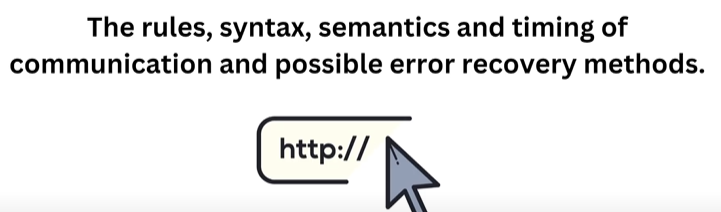 The rules, syntax, semantics and timing of
communication and possible error recovery methods.
http://